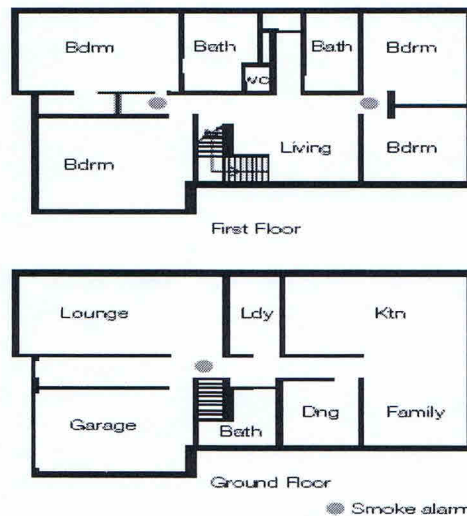 Bdrm
Bath
Bath
Bdrm
WC
Living
Bdrm
Bdrm
First Floor
Lounge
Ldy
Ktn
Garage
Bath
Dng
Family
Ground Floor
Smoke alarm